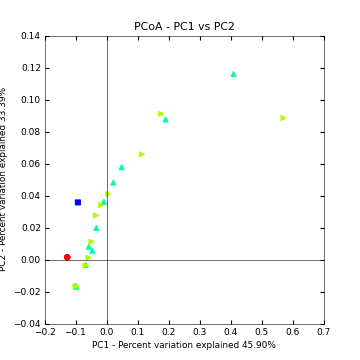 PCoA - PC1 vs PC2
0.14
0.12
0.10
0.08
0.06
0.04
0.02
0.00
−0.02
−0.04
PC2 - Percent variation explained 33.39%
−0.2 −0.1 0.0 0.1 0.2 0.3 0.4 0.5 0.6 0.7
PC1 - Percent variation explained 45.90%